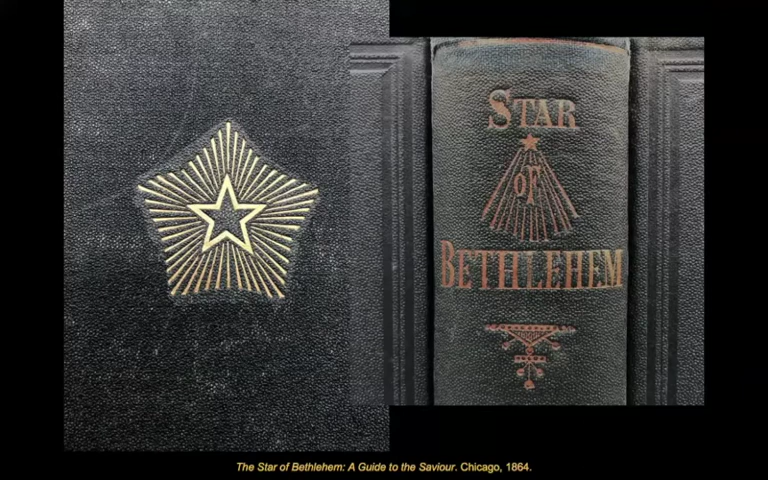 STAR
OF
BETHLEHEM
The Star of Bethlehem: A Guide to the Saviour. Chicago, 1864.